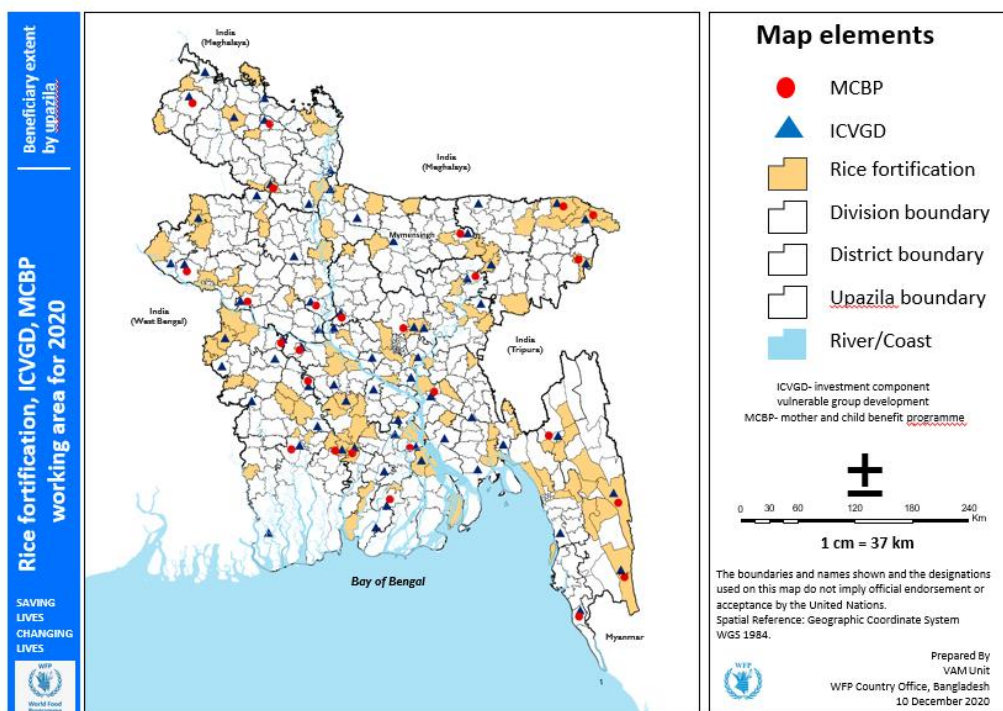 Beneficiary extent
by upazila
Rice fortification, ICVGD, MCBP
working area for 2020
SAVING
LIVES
CHANGING
LIVES
WFP
World Food
Programme
India
(Meghalaya)
India
(Meghalaya)
Mymensingh
India
(West Bengal)
India
(Tripura)
Bay of Bengal
Myanmar
Map elements
MCBP
ICVGD
Rice fortification
Division boundary
District boundary
Upazila boundary
River/Coast
ICVGD- investment component
vulnerable group development
MCBP- mother and child benefit programme
0 30 60 120 180 240
Km
1 cm = 37 km
The boundaries and names shown and the designations
used on this map do not imply official endorsement or
acceptance by the United Nations.
Spatial Reference: Geographic Coordinate System
WGS 1984.
WFP
Prepared By
VAM Unit
WFP Country Office, Bangladesh
10 December 2020